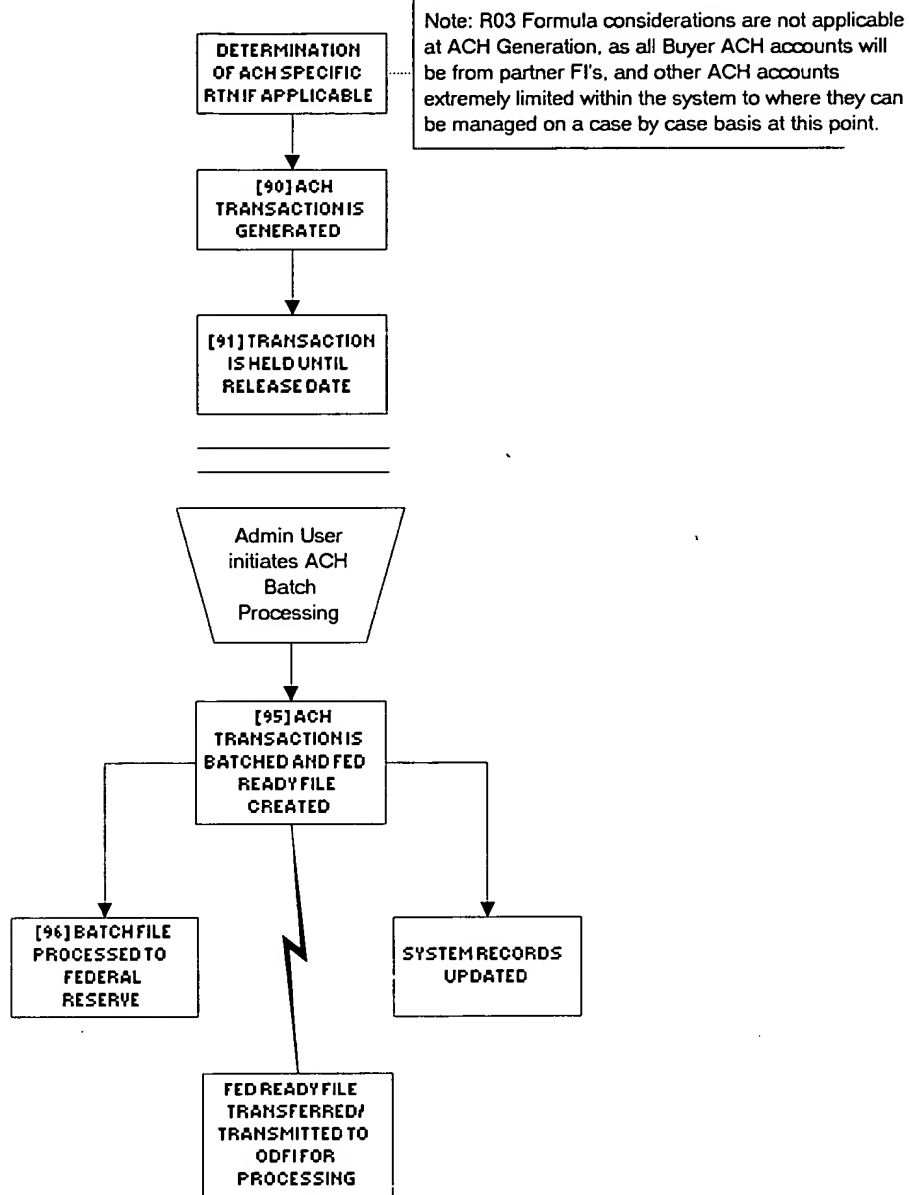 DETERMINATION
OF ACH SPECIFIC
RTN IF APPLICABLE
Note: R03 Formula considerations are not applicable
at ACH Generation, as all Buyer ACH accounts will
be from partner FI's, and other ACH accounts
extremely limited within the system to where they can
be managed on a case by case basis at this point.
[90] ACH
TRANSACTION IS
GENERATED
[91] TRANSACTION
IS HELD UNTIL
RELEASE DATE
Admin User
initiates ACH
Batch
Processing
[95] ACH
TRANSACTION IS
BATCHED AND FED
READY FILE
CREATED
[96] BATCH FILE
PROCESSED TO
FEDERAL
RESERVE
SYSTEM RECORDS
UPDATED
FED READY FILE
TRANSFERRED/
TRANSMITTED TO
ODFI FOR
PROCESSING